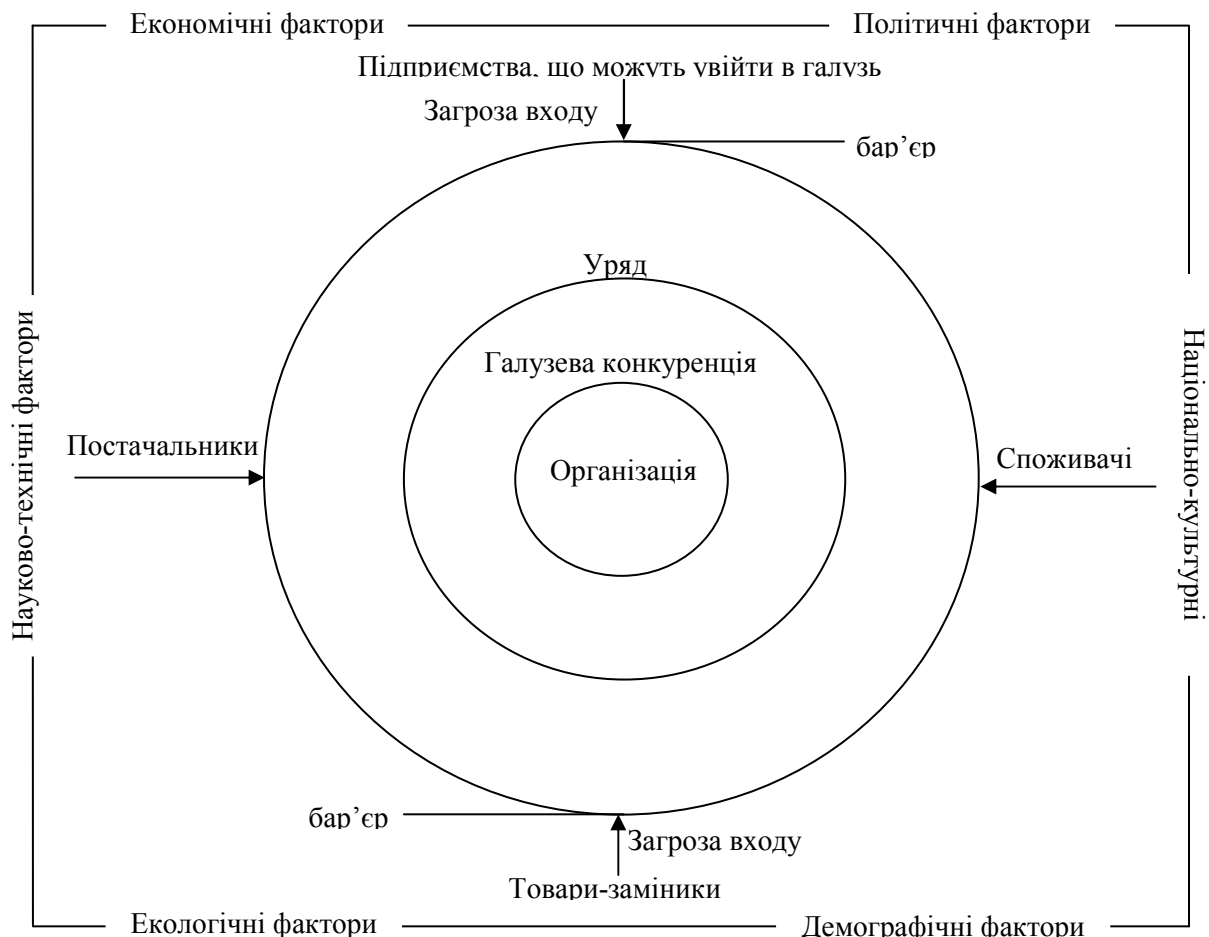 Економічні фактори
Політичні фактори
Підприємства, що можуть увійти в галузь
Загроза входу
бар’єр
Уряд
Галузева конкуренція
Науково-технічні фактори
Постачальники
Організація
Споживачі
Національно-культурні
бар’єр
Загроза входу
Товари-заміники
Екологічні фактори
Демографічні фактори